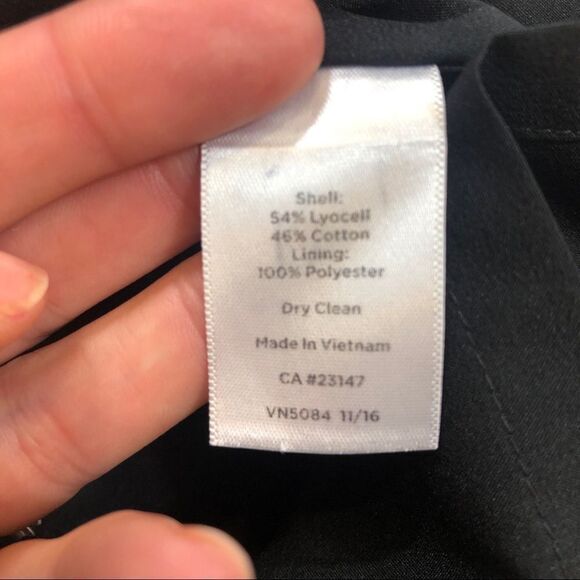 Shell:
54% Lyocell
46% Cotton
Lining:
100% Polyester
Dry Clean
Made In Vietnam
CA #23147
VN5084 11/16